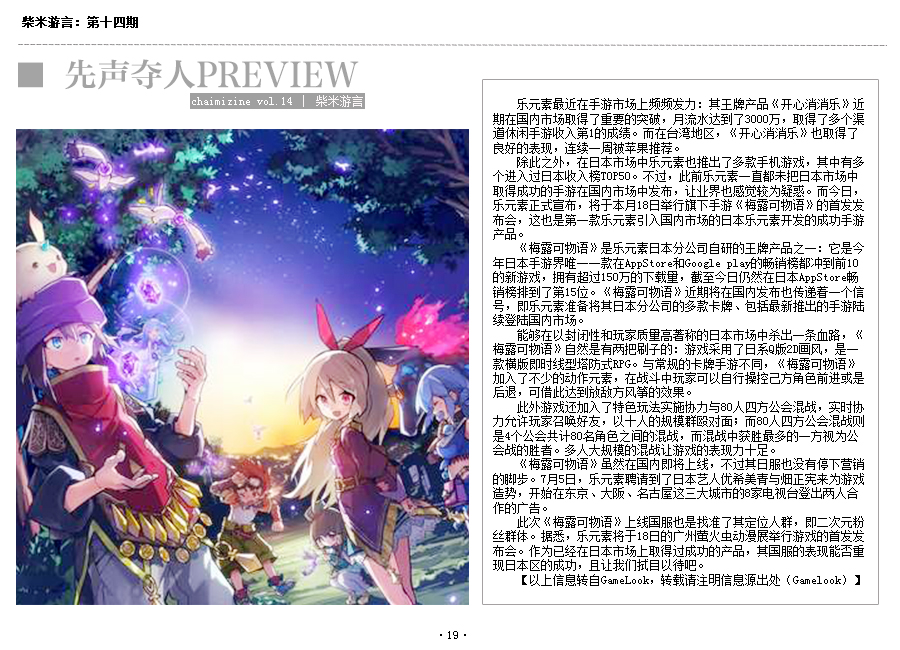 柴米游言：第十四期
先声夺人PREVIEW
chaimizine vol.14 | 柴米游言
乐元素最近在手游市场上频频发力：其王牌产品《开心消消乐》近
期在国内市场取得了重要的突破，月流水达到了3000万，取得了多个渠
道休闲手游收入第1的成绩。而在台湾地区，《开心消消乐》也取得了
良好的表现，连续一周被苹果推荐。
除此之外，在日本市场中乐元素也推出了多款手机游戏，其中有多
个进入过日本收入榜TOP50。不过，此前乐元素一直都未把日本市场中
取得成功的手游在国内市场中发布，让业界也感觉较为疑惑。而今日，
乐元素正式宣布，将于本月18日举行旗下手游《梅露可物语》的首发发
布会，这也是第一款乐元素引入国内市场的日本乐元素开发的成功手游
产品。
《梅露可物语》是乐元素日本分公司自研的王牌产品之一：它是今
年日本手游界唯一一款在AppStore和Google play的畅销榜都冲到前10
的新游戏，拥有超过150万的下载量，截至今日仍然在日本AppStore畅
销榜排到了第15位。《梅露可物语》近期将在国内发布也传递着一个信
号，即乐元素准备将其日本分公司的多款卡牌、包括最新推出的手游陆
续登陆国内市场。
能够在以封闭性和玩家质量高著称的日本市场中杀出一条血路，《
梅露可物语》自然是有两把刷子的：游戏采用了日系Q版2D画风，是一
款横版即时线型塔防式RPG。与常规的卡牌手游不同，《梅露可物语》
加入了不少的动作元素，在战斗中玩家可以自行操控己方角色前进或是
后退，可借此达到放敌方风筝的效果。
此外游戏还加入了特色玩法实施协力与80人四方公会混战，实时协
力允许玩家召唤好友，以十人的规模群殴对面；而80人四方公会混战则
是4个公会共计80名角色之间的混战，而混战中获胜最多的一方视为公
会战的胜者。多人大规模的混战让游戏的表现力十足。
《梅露可物语》虽然在国内即将上线，不过其日服也没有停下营销
的脚步。7月5日，乐元素聘请到了日本艺人优希美青与畑正宪来为游戏
造势，开始在东京、大阪、名古屋这三大城市的8家电视台登出两人合
作的广告。
此次《梅露可物语》上线国服也是找准了其定位人群，即二次元粉
丝群体。据悉，乐元素将于18日的广州萤火虫动漫展举行游戏的首发发
布会。作为已经在日本市场上取得过成功的产品，其国服的表现能否重
现日本区的成功，且让我们拭目以待吧。
【以上信息转自GameLook，转载请注明信息源出处（Gamelook）】
·19·